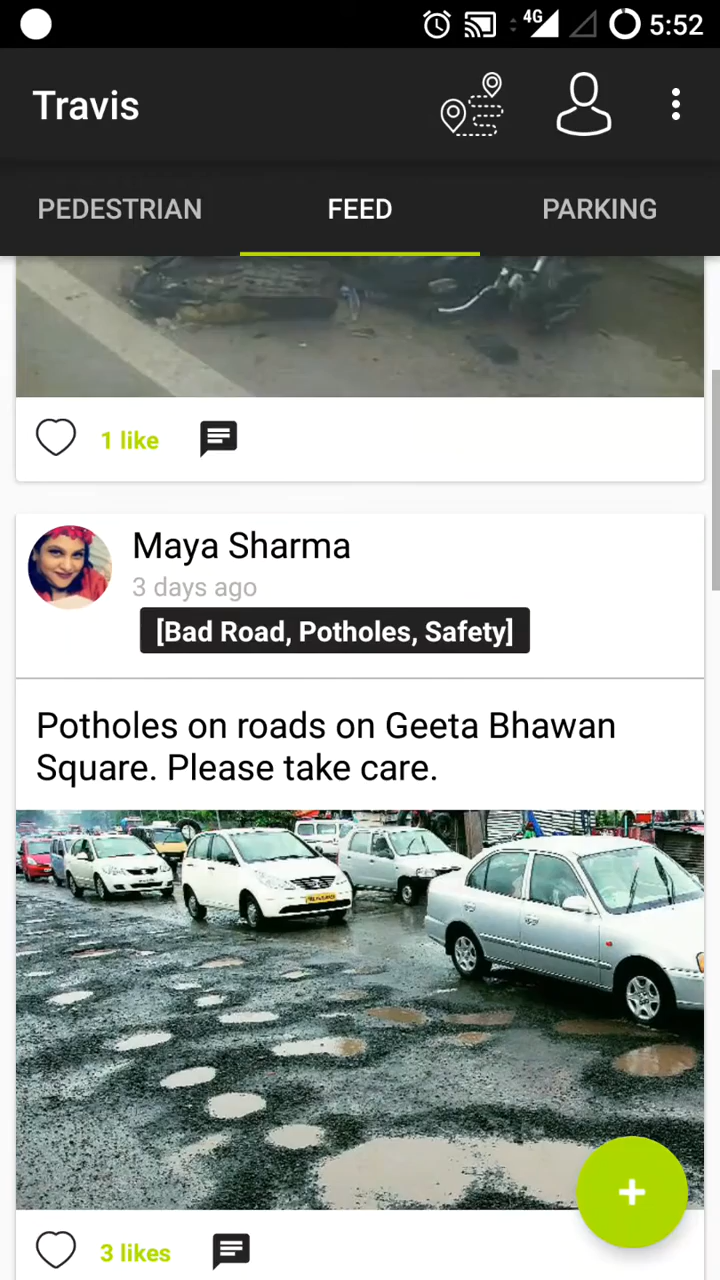 4G 5:52
Travis
PEDESTRIAN FEED PARKING
1 like
Maya Sharma
3 days ago
[Bad Road, Potholes, Safety]
Potholes on roads on Geeta Bhawan
Square. Please take care.
3 likes